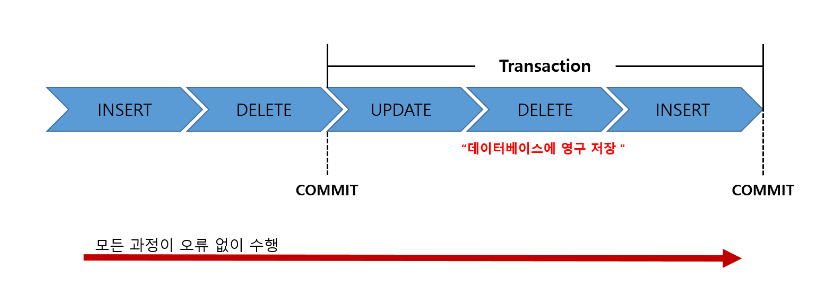 Transaction
INSERT
DELETE
UPDATE
DELETE
INSERT
“데이터베이스에 영구 저장 “
COMMIT
COMMIT
모든 과정이 오류 없이 수행